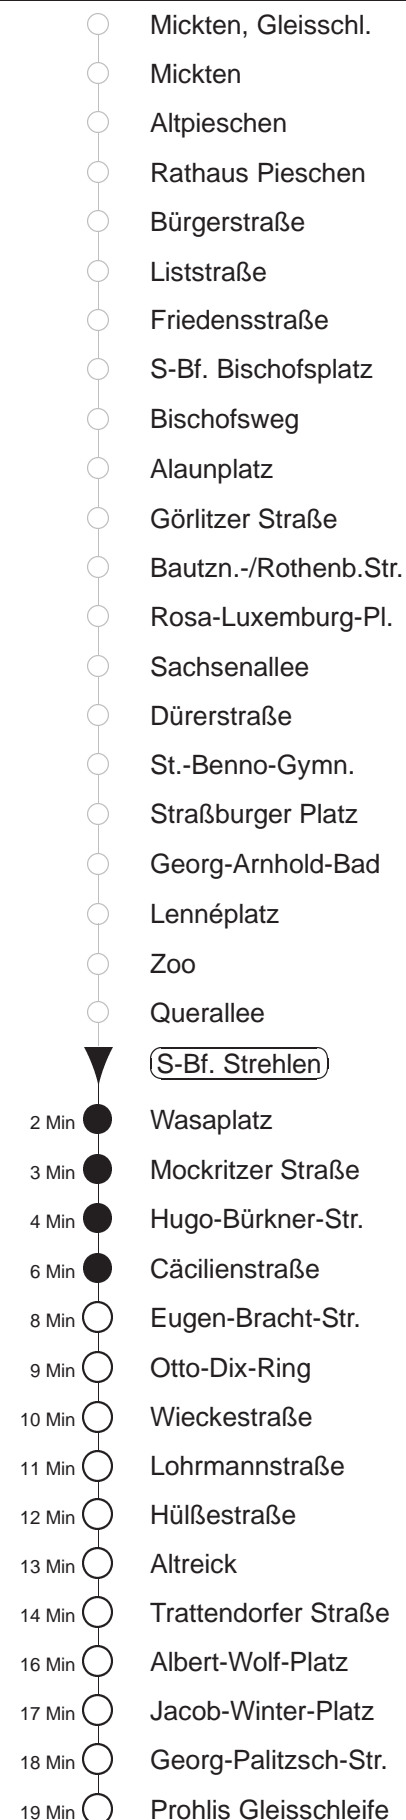 Mickten, Gleisschl.
Mickten
Altpieschen
Rathaus Pieschen
Bürgerstraße
Liststraße
Friedensstraße
S-Bf. Bischofsplatz
Bischofsweg
Alaunplatz
Görlitzer Straße
Bautzn.-/Rothenb.Str.
Rosa-Luxemburg-Pl.
Sachsenallee
Dürerstraße
St.-Benno-Gymn.
Straßburger Platz
Georg-Arnhold-Bad
Lennéplatz
Zoo
Querallee
S-Bf. Strehlen
2 Min Wasaplatz
3 Min Mockritzer Straße
4 Min Hugo-Bürkner-Str.
6 Min Cäcilienstraße
8 Min Eugen-Bracht-Str.
9 Min Otto-Dix-Ring
10 Min Wieckestraße
11 Min Lohrmannstraße
12 Min Hülßestraße
13 Min Altreick
14 Min Trattendorfer Straße
16 Min Albert-Wolf-Platz
17 Min Jacob-Winter-Platz
18 Min Georg-Palitzsch-Str.
19 Min Prohlis Gleisschleife